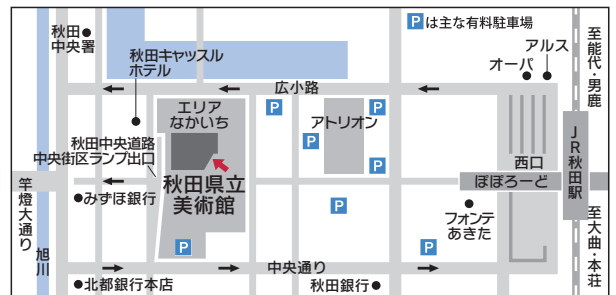 Pは主な有料駐車場
秋田
中央署
秋田キャッスル
ホテル
アルス
オーパ
至能代・男鹿
広小路
エリア
なかいち
P
P
P
アトリオン
P
秋田中央道路
中央街区ランプ出口
西口
JR秋田駅
竿燈大通り
みずほ銀行
秋田県立
美術館
ぽぽろーど
P
フォンテ
あきた
P
P
旭川
中央通り
北都銀行本店
秋田銀行
至大曲・本荘